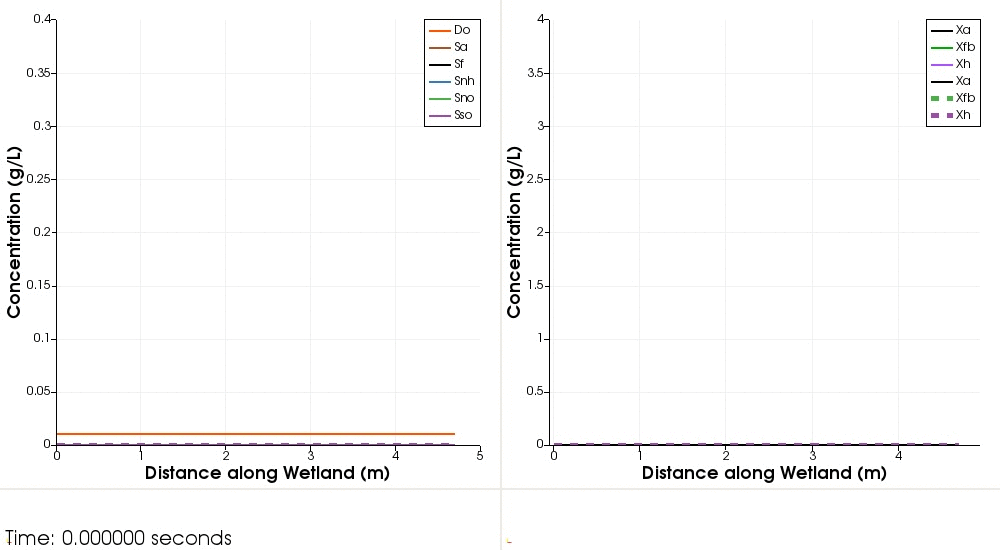 0.4
0.35
0.3
0.25
0.2
0.15
0.1
0.05
0
0 1 2 3 4 5
Concentration (g/L)
Distance along Wetland (m)
Do
Sa
Sf
Snh
Sno
Sso
4
3.5
3
2.5
2
1.5
1
0.5
0
0 1 2 3 4
Concentration (g/L)
Distance along Wetland (m)
Xa
Xfb
Xh
Xa
Xfb
Xh
Time: 0.000000 seconds